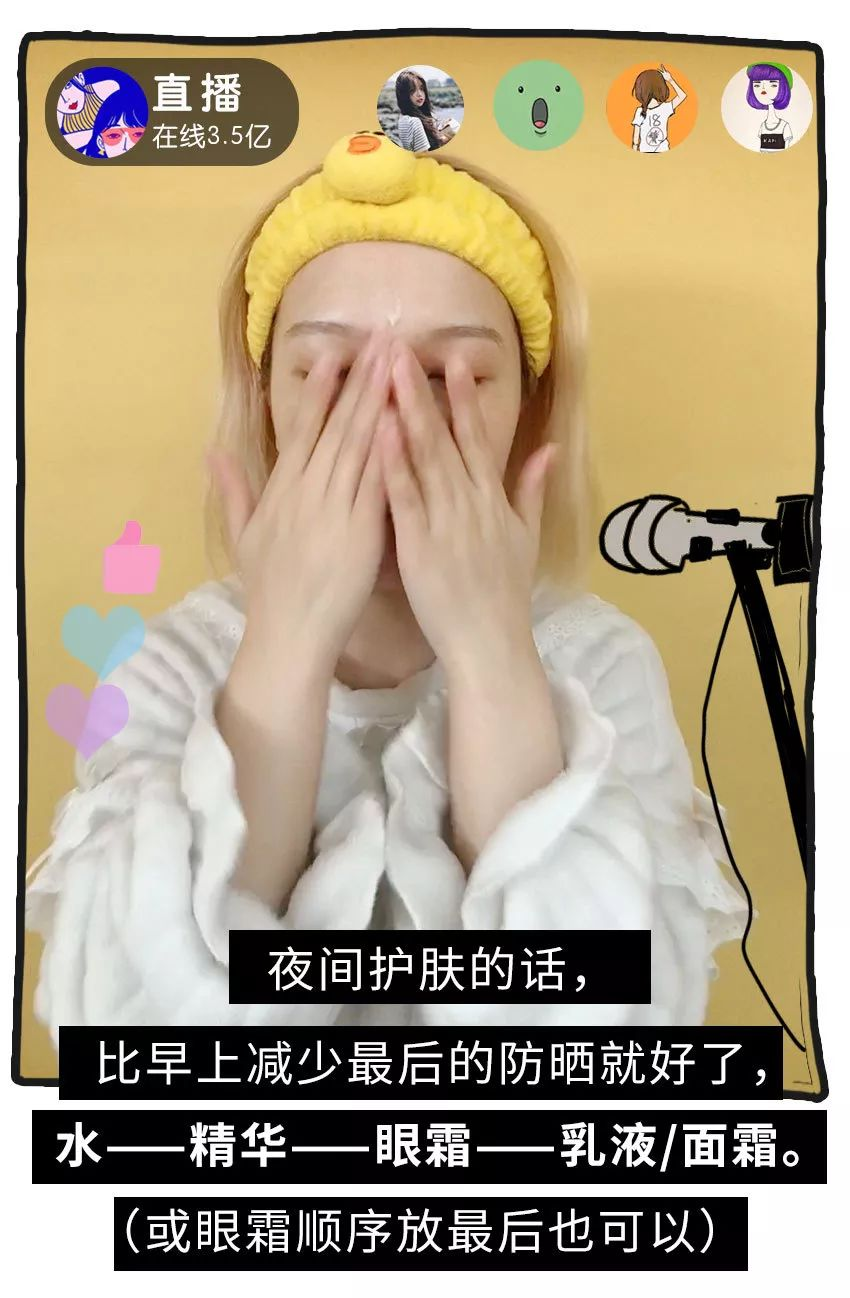 直播
在线3.5亿
夜间护肤的话，
比早上减少最后的防晒就好了，
水——精华——眼霜——乳液/面霜。
（或眼霜顺序放最后也可以）